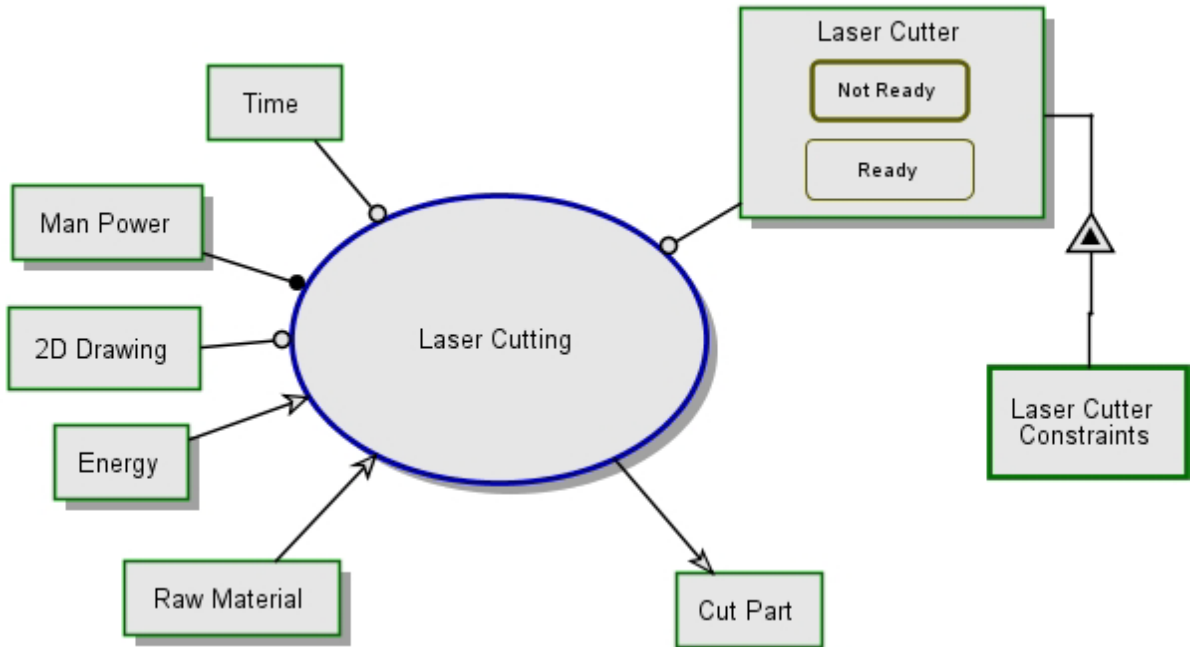 Laser Cutter
Not Ready
Ready
Time
Man Power
2D Drawing
Laser Cutting
Energy
Laser Cutter
Constraints
Raw Material
Cut Part